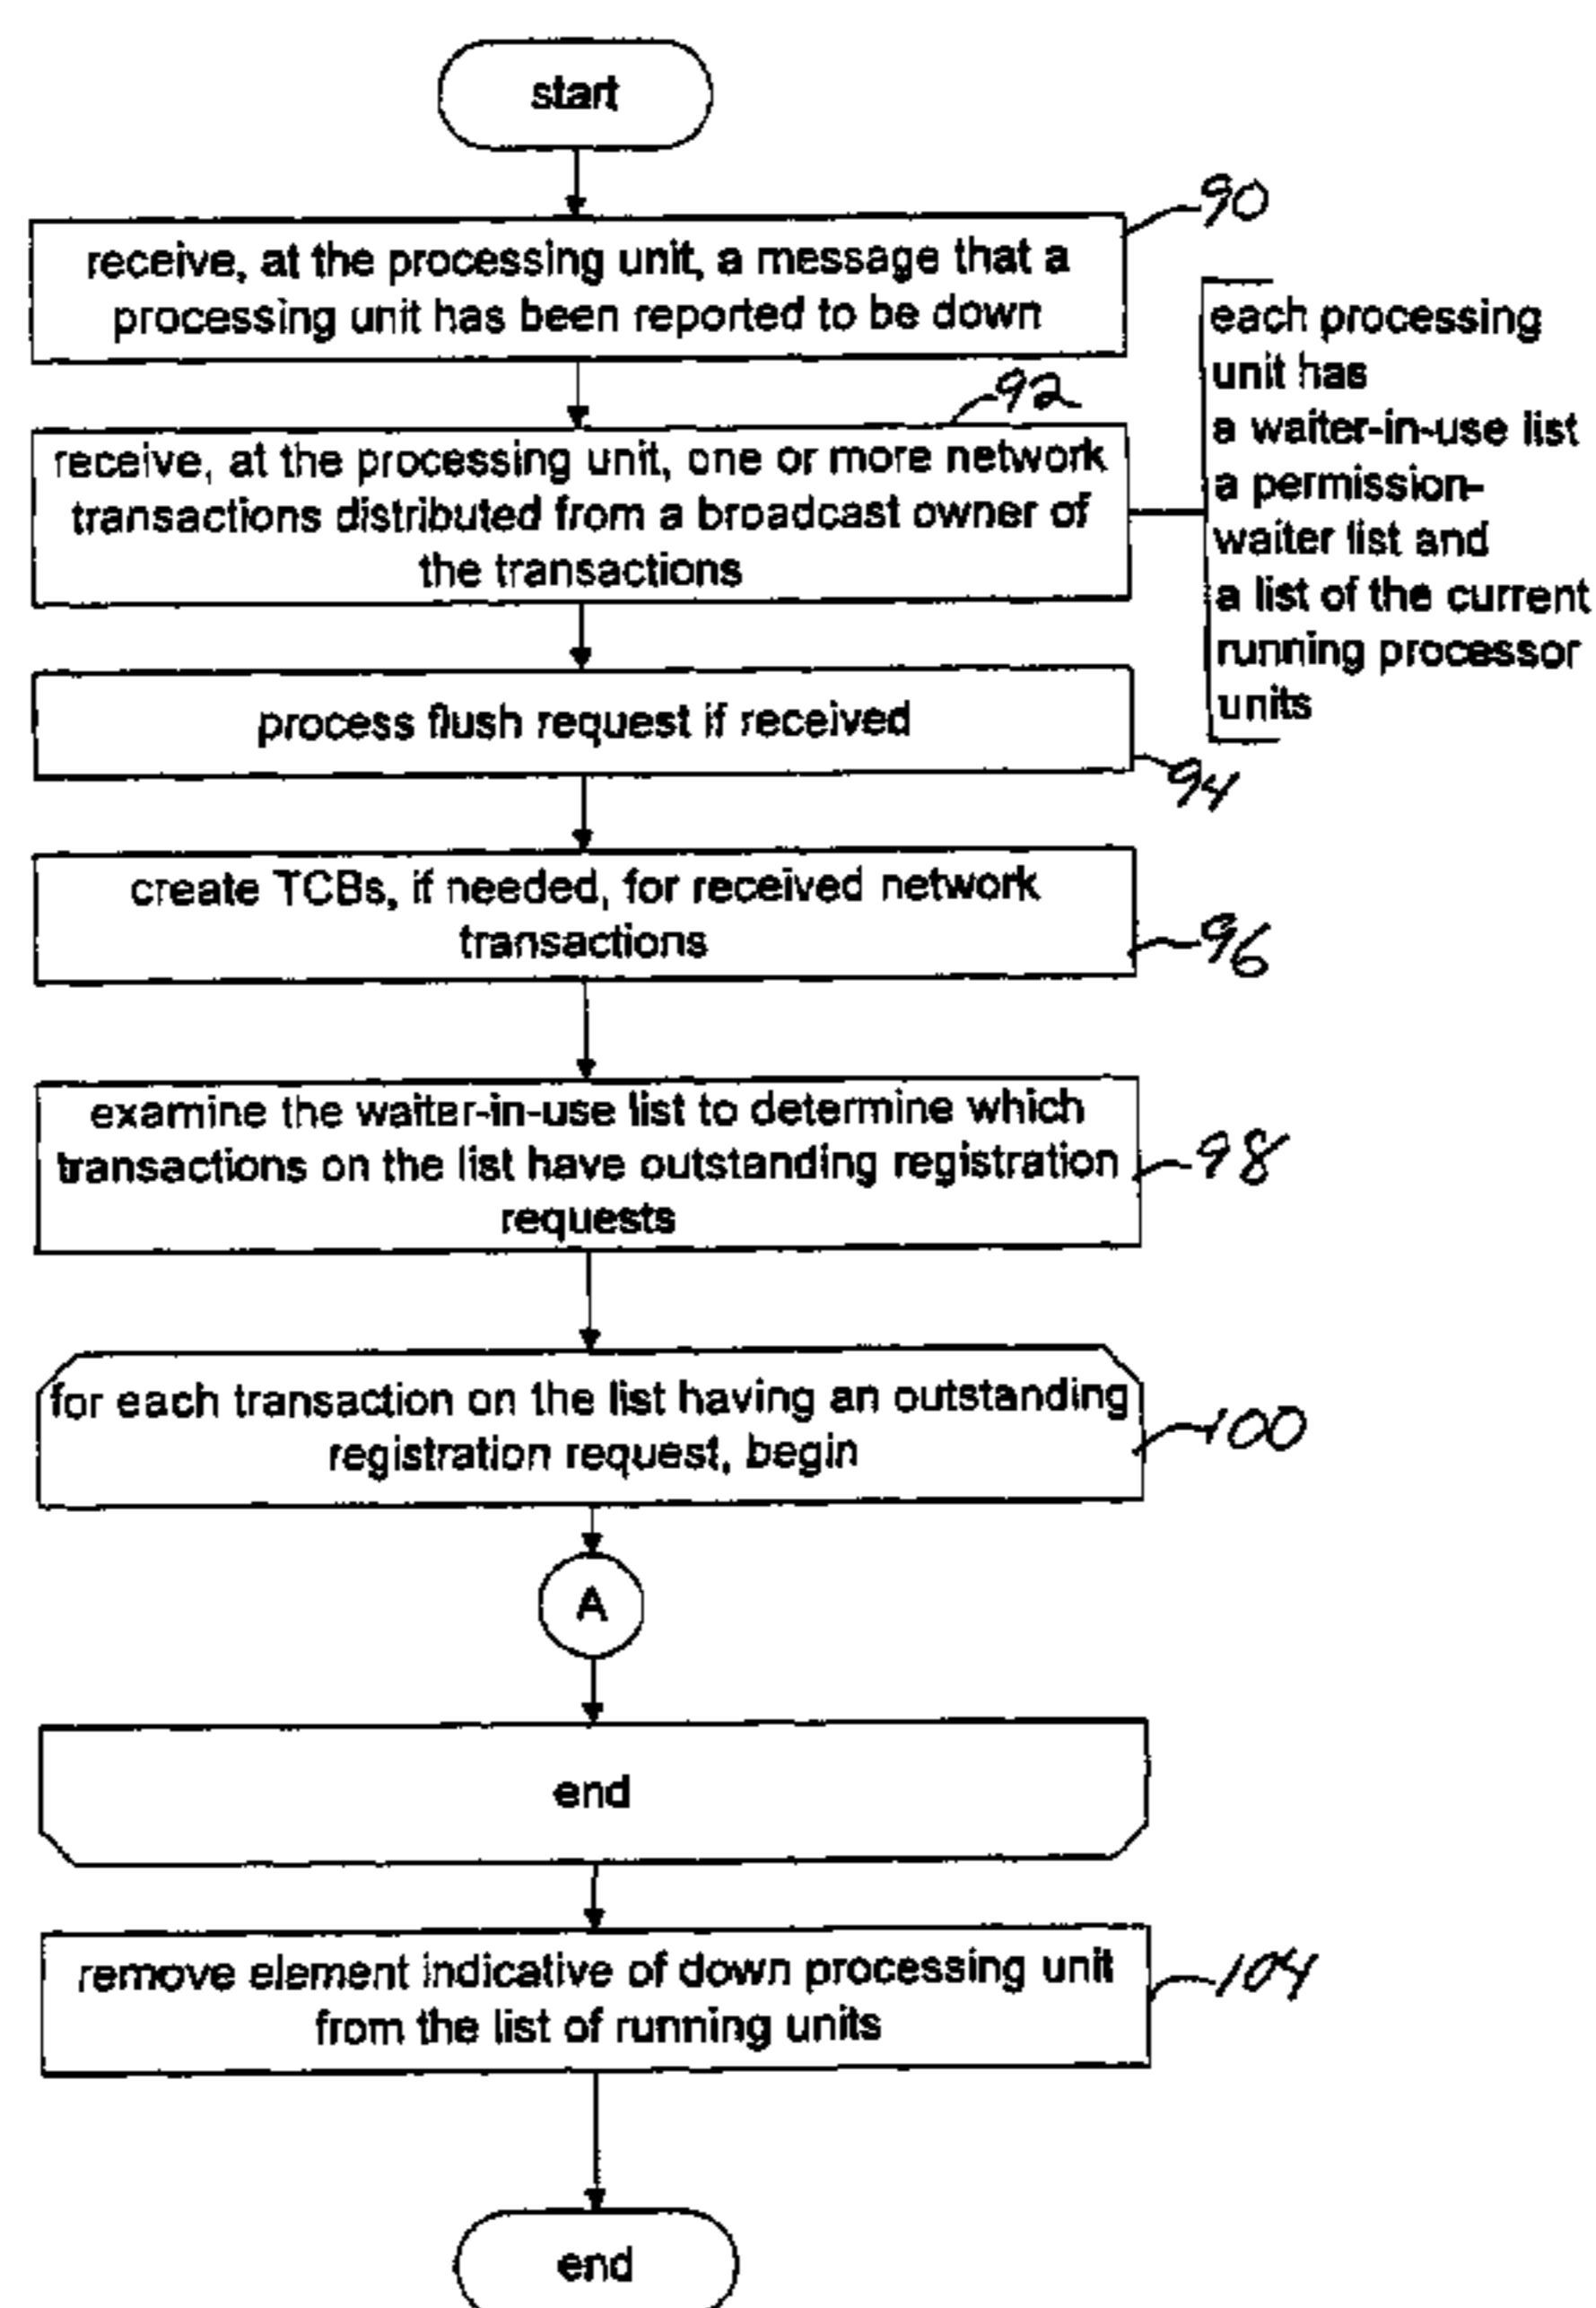 start
90
receive, at the processing unit, a message that a
processing unit has been reported to be down
92
receive, at the processing unit, one or more network
transactions distributed from a broadcast owner of
the transactions
each processing
unit has
a waiter-in-use list
a permission-
waiter list and
a list of the current
running processor
units
process flush request if received
94
create TCBs, if needed, for received network
transactions
96
examine the waiter-in-use list to determine which
transactions on the list have outstanding registration
requests
98
for each transaction on the list having an outstanding
registration request, begin
100
A
end
remove element indicative of down processing unit
from the list of running units
104
end